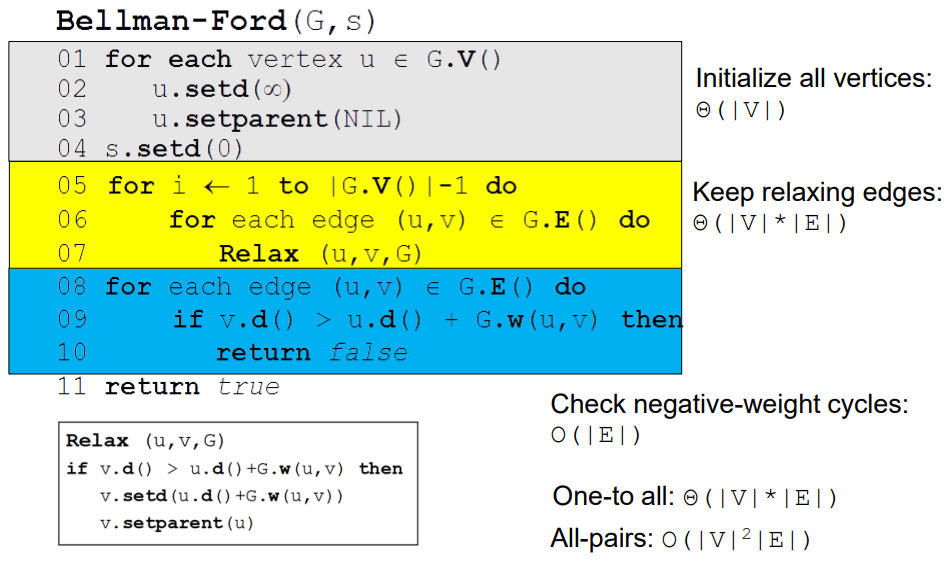 Bellman-Ford(G,s)
01 for each vertex u ∈ G.V()
02 u.setd(∞)
03 u.setparent(NIL)
04 s.setd(0)
Initialize all vertices:
Θ(|V|)
05 for i ← 1 to |G.V()|-1 do
06 for each edge (u,v) ∈ G.E() do
07 Relax (u,v,G)
Keep relaxing edges:
Θ(|V|*|E|)
08 for each edge (u,v) ∈ G.E() do
09 if v.d() > u.d() + G.w(u,v) then
10 return false
11 return true
Check negative-weight cycles:
O(|E|)
Relax (u,v,G)
if v.d() > u.d()+G.w(u,v) then
v.setd(u.d()+G.w(u,v))
v.setparent(u)
One-to all: Θ(|V|*|E|)
All-pairs: O(|V|²|E|)